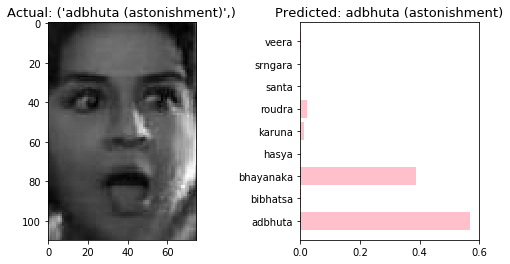 Actual: ('adbhuta (astonishment)',)
0
20
40
60
80
100
0
20
40
60
Predicted: adbhuta (astonishment)
veera
srngara
santa
roudra
karuna
hasya
bhayanaka
bibhatsa
adbhuta
0.0
0.2
0.4
0.6